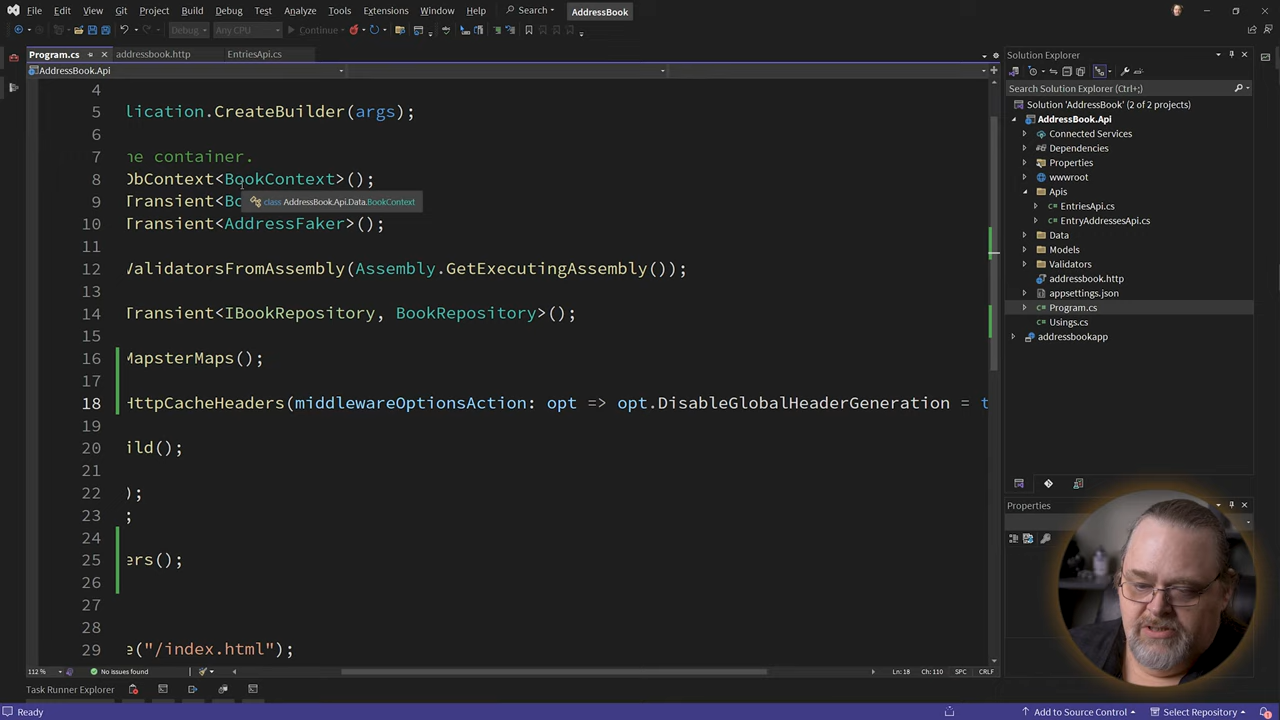 File Edit View Git Project Build Debug Test Analyze Tools Extensions Window Help Search AddressBook
Debug Any CPU Continue
Program.cs addressbook.http EntriesApi.cs
AddressBook.Api
4
5 lication.CreateBuilder(args);
6
7 ne container.
8 DbContext<BookContext>();
9 Transient<Bo
class AddressBook.Api.Data.BookContext
10 Transient<AddressFaker>();
11
12 ValidatorsFromAssembly(Assembly.GetExecutingAssembly());
13
14 Transient<IBookRepository, BookRepository>();
15
16 MapsterMaps();
17
18 HttpCacheHeaders(middlewareOptionsAction: opt => opt.DisableGlobalHeaderGeneration = t
19
20 ild();
21
22 );
23 ;
24
25 ers();
26
27
28
29 e("/index.html");
112 % No issues found Ln: 18 Ch: 110 SPC CRLF
Task Runner Explorer
Ready Add to Source Control Select Repository
Solution Explorer
Search Solution Explorer (Ctrl+;)
Solution 'AddressBook' (2 of 2 projects)
AddressBook.Api
Connected Services
Dependencies
Properties
wwwroot
Apis
EntriesApi.cs
EntryAddressesApi.cs
Data
Models
Validators
addressbook.http
appsettings.json
Program.cs
Usings.cs
addressbookapp
Properties